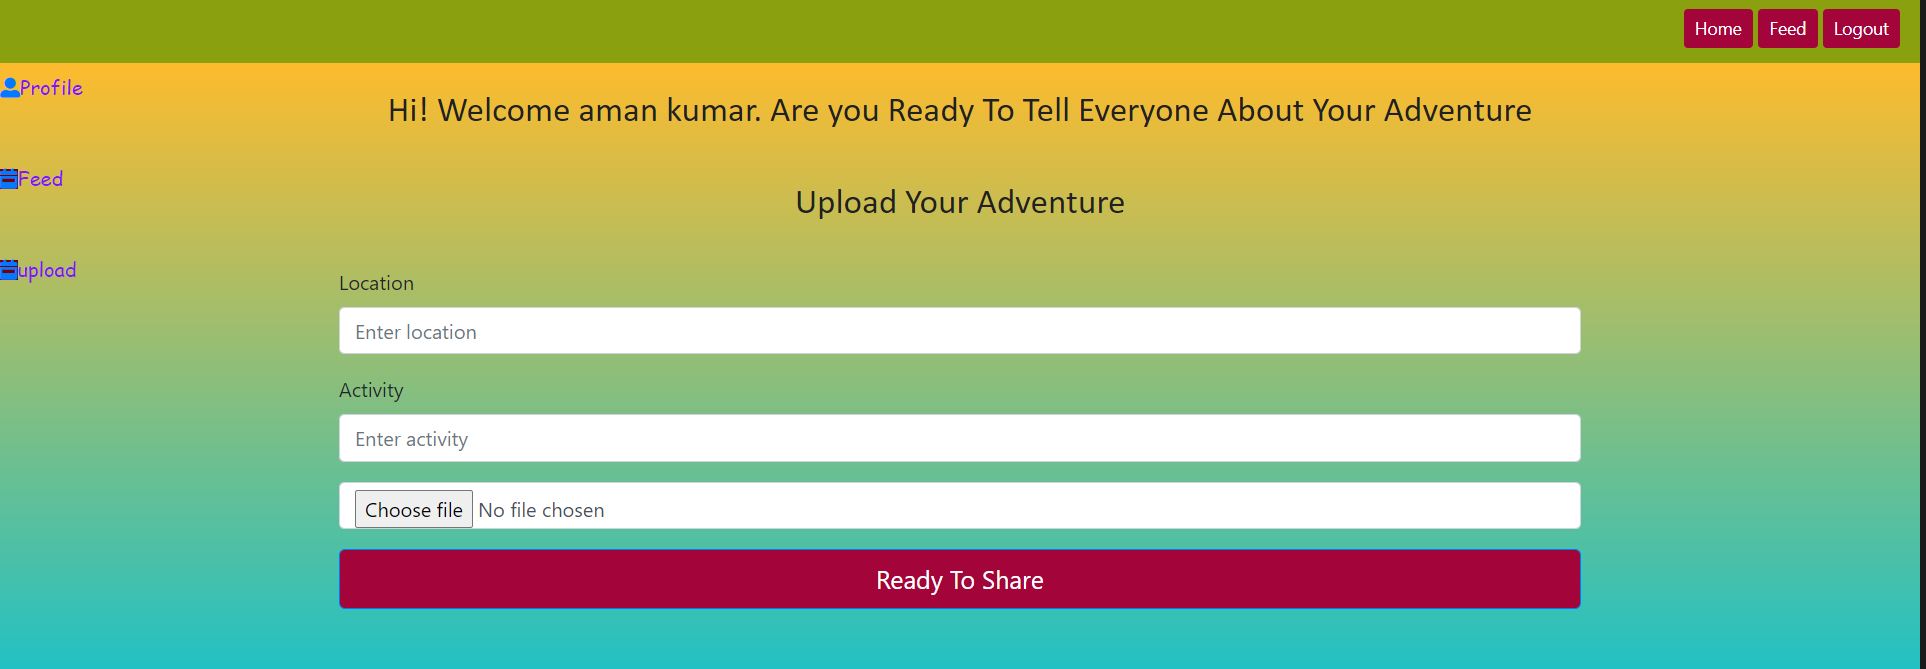 Home Feed Logout
Profile
Hi! Welcome aman kumar. Are you Ready To Tell Everyone About Your Adventure
Feed
Upload Your Adventure
upload
Location
Enter location
Activity
Enter activity
Choose file No file chosen
Ready To Share